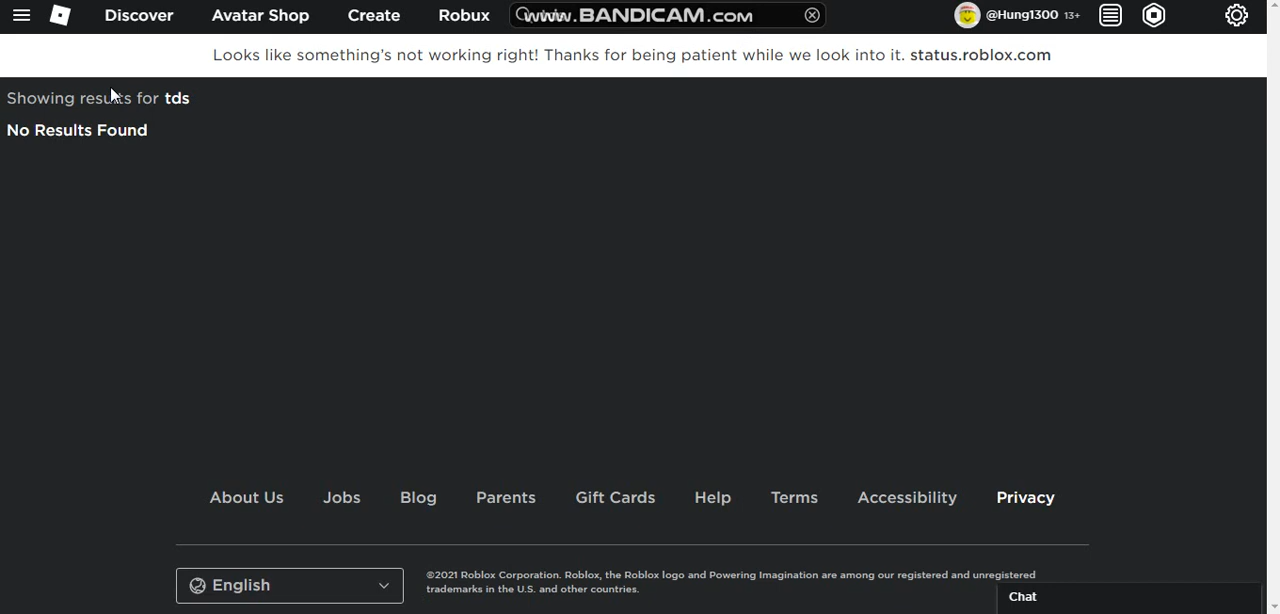 Discover Avatar Shop Create Robux www.BANDICAM.com @Hung1300 13+
Looks like something's not working right! Thanks for being patient while we look into it. status.roblox.com
Showing results for tds
No Results Found
About Us Jobs Blog Parents Gift Cards Help Terms Accessibility Privacy
English
©2021 Roblox Corporation. Roblox, the Roblox logo and Powering Imagination are among our registered and unregistered
trademarks in the U.S. and other countries.
Chat